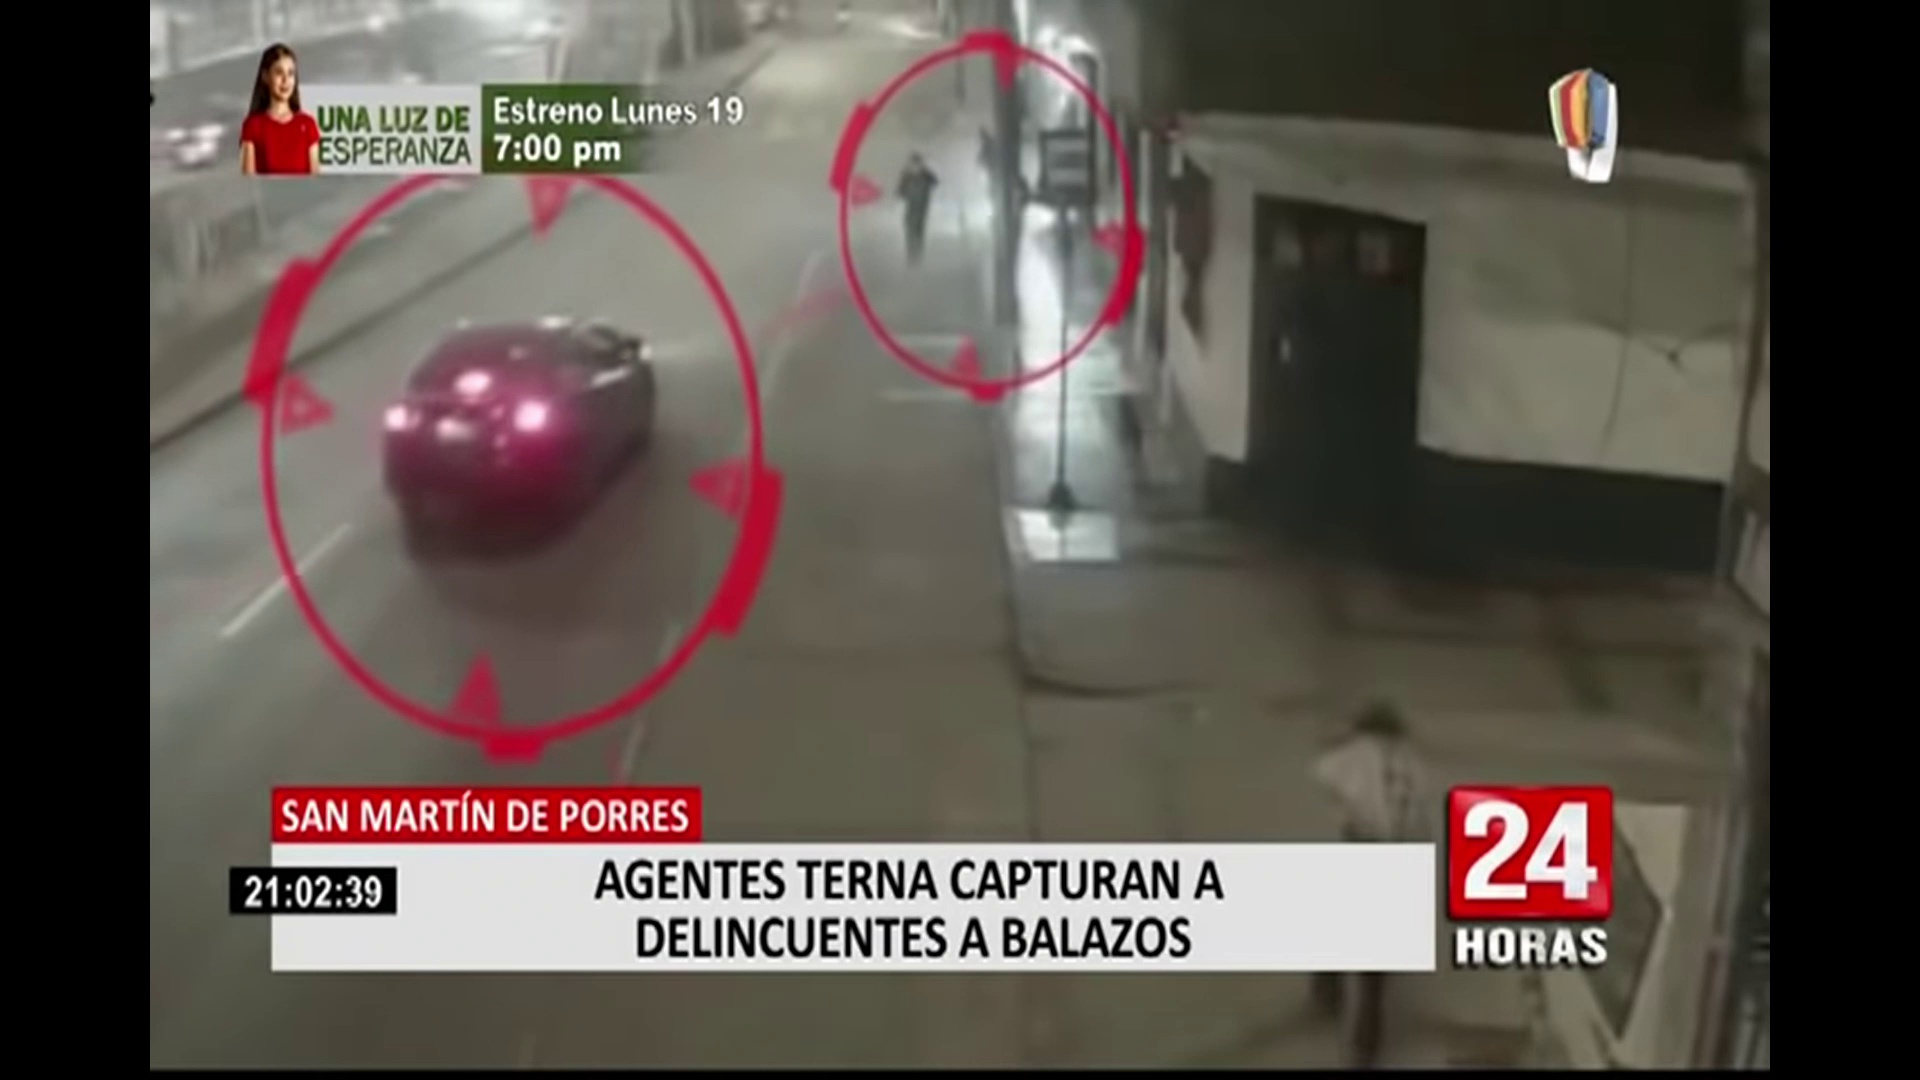 UNA LUZ DE
ESPERANZA
Estreno Lunes 19
7:00 pm
SAN MARTÍN DE PORRES
21:02:39
AGENTES TERNA CAPTURAN A
DELINCUENTES A BALAZOS
24
HORAS